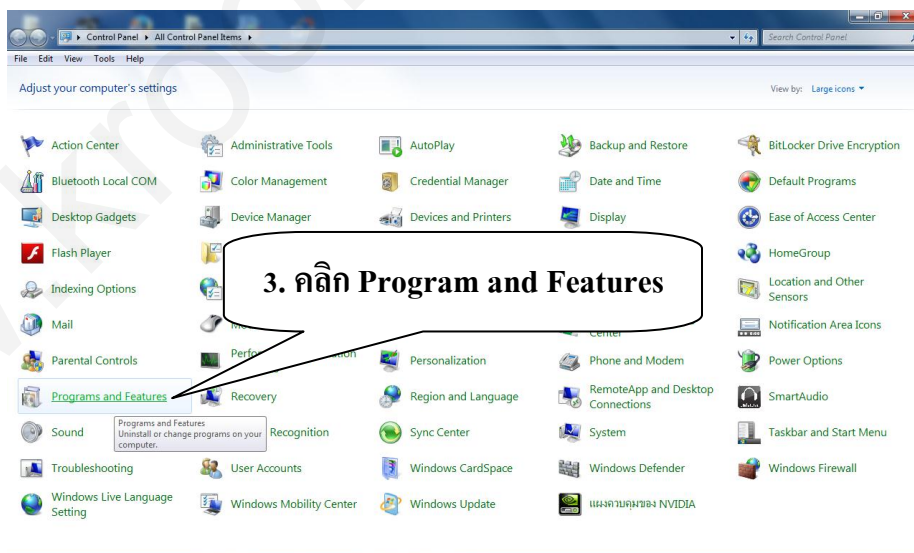 Control Panel ▸ All Control Panel Items ▸
Search Control Panel
File Edit View Tools Help
Adjust your computer's settings
View by: Large icons
Action Center
Administrative Tools
AutoPlay
Backup and Restore
BitLocker Drive Encryption
Bluetooth Local COM
Color Management
Credential Manager
Date and Time
Default Programs
Desktop Gadgets
Device Manager
Devices and Printers
Display
Ease of Access Center
Flash Player
HomeGroup
3. คลิก Program and Features
Indexing Options
Location and Other
Sensors
Mail
Center
Notification Area Icons
Parental Controls
Personalization
Phone and Modem
Power Options
Programs and Features
Recovery
Region and Language
RemoteApp and Desktop
Connections
SmartAudio
Programs and Features
Uninstall or change programs on your
computer.
Sound
Recognition
Sync Center
System
Taskbar and Start Menu
Troubleshooting
User Accounts
Windows CardSpace
Windows Defender
Windows Firewall
Windows Live Language
Setting
Windows Mobility Center
Windows Update
แผงควบคุมของ NVIDIA